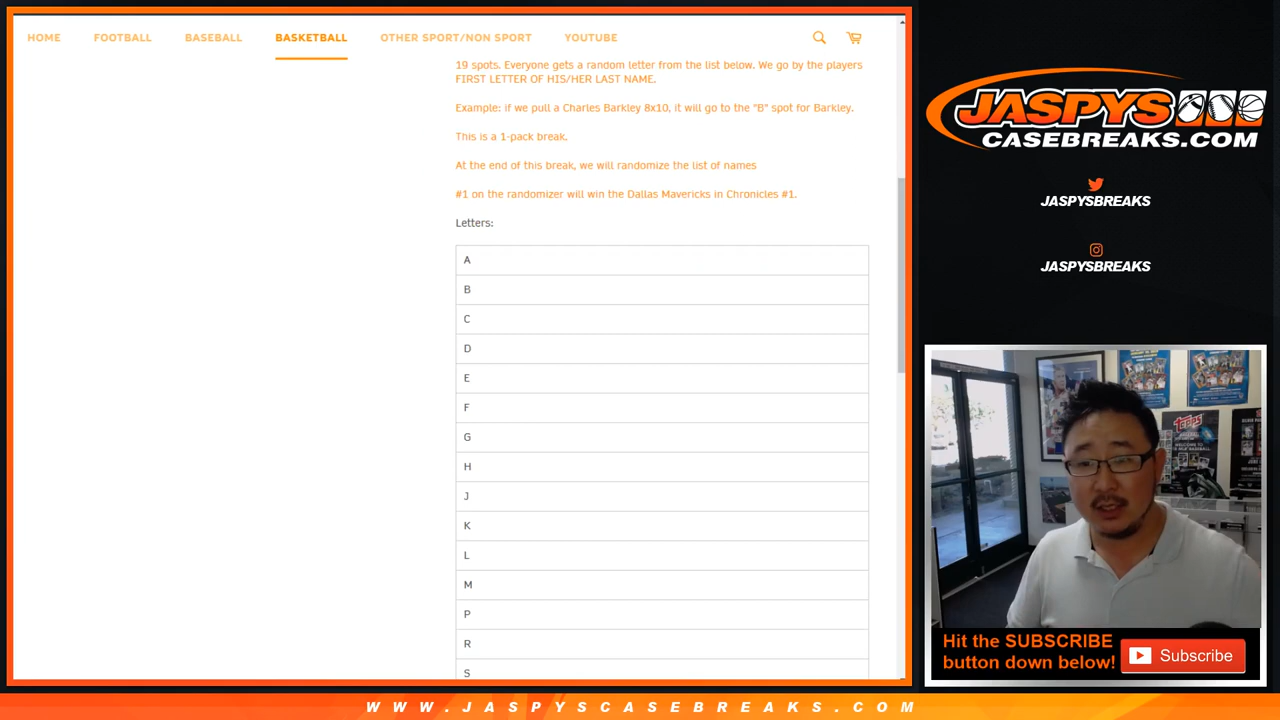 HOME FOOTBALL BASEBALL BASKETBALL OTHER SPORT/NON SPORT YOUTUBE
19 spots. Everyone gets a random letter from the list below. We go by the players
FIRST LETTER OF HIS/HER LAST NAME.
Example: if we pull a Charles Barkley 8x10, it will go to the "B" spot for Barkley.
This is a 1-pack break.
At the end of this break, we will randomize the list of names
#1 on the randomizer will win the Dallas Mavericks in Chronicles #1.
Letters:
A
B
C
D
E
F
G
H
J
K
L
M
P
R
S
JASPYS
CASEBREAKS.COM
JASPYSBREAKS
JASPYSBREAKS
TOPPS
Hit the SUBSCRIBE
button down below!
Subscribe
WWW.JASPYSCASEBREAKS.COM